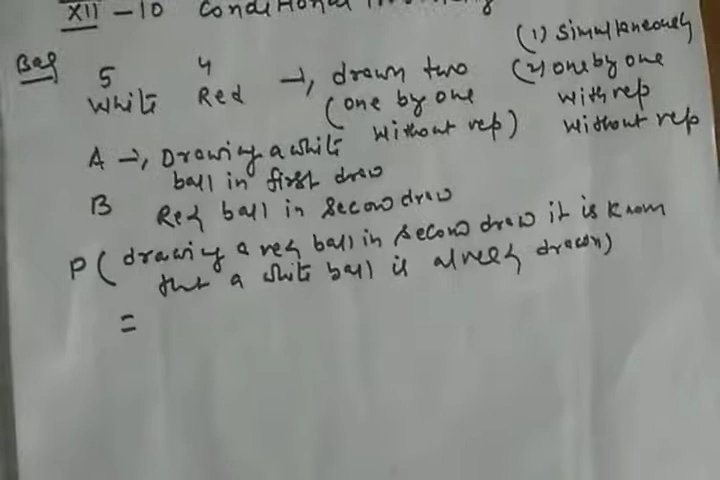 XII - 10 Conditional
Bag 5 4 →, drawn two (1) simultaneously
White Red (one by one (2) one by one
without rep) with rep
without rep
A →, Drawing a white
ball in first draw
B Red ball in second draw
P( drawing a red ball in second draw it is known
that a white ball is already drawn)
=